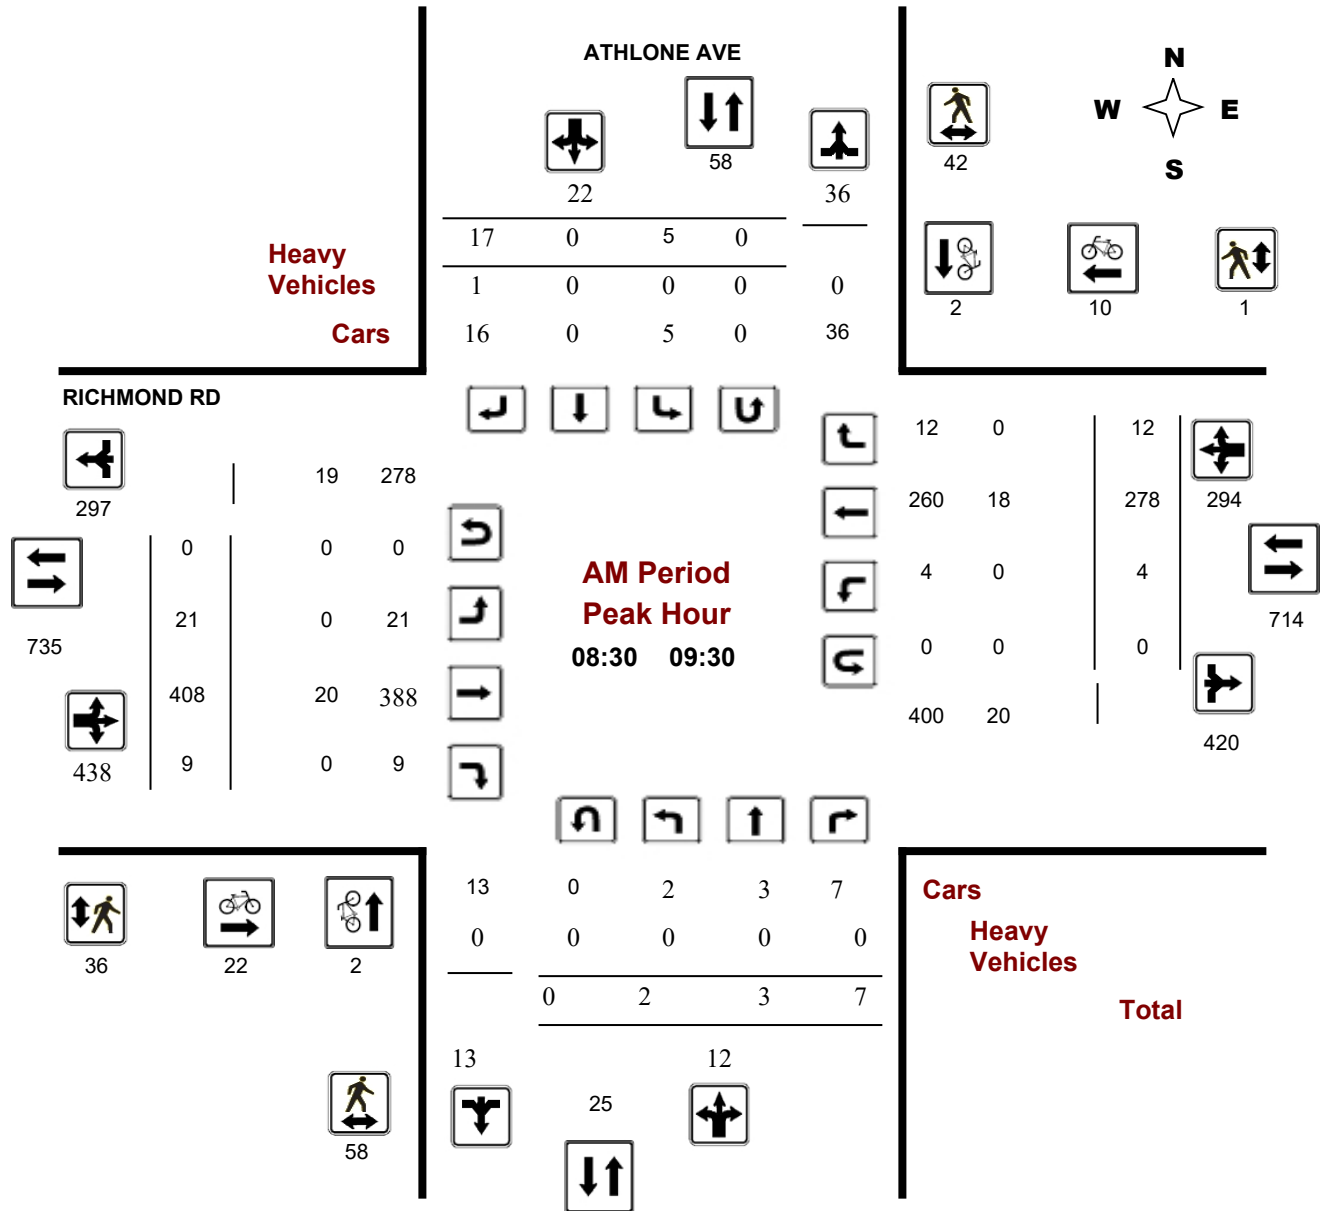 ATHLONE AVE
N
W E
S
58
42
22 36
17 0 5 0
Heavy
Vehicles
1 0 0 0 0
Cars
16 0 5 0 36
2 10 1
RICHMOND RD
12 0 12
19 278
297
260 18 278 294
0 0 0
AM Period
4 0 4
Peak Hour
21 0 21
714
735
0 0 0
08:30 09:30
408 20 388
400 20
420
438 9 0 9
13 0 2 3 7
Cars
0 0 0 0 0
Heavy
Vehicles
36 22 2
0 2 3 7
Total
13 12
25
58